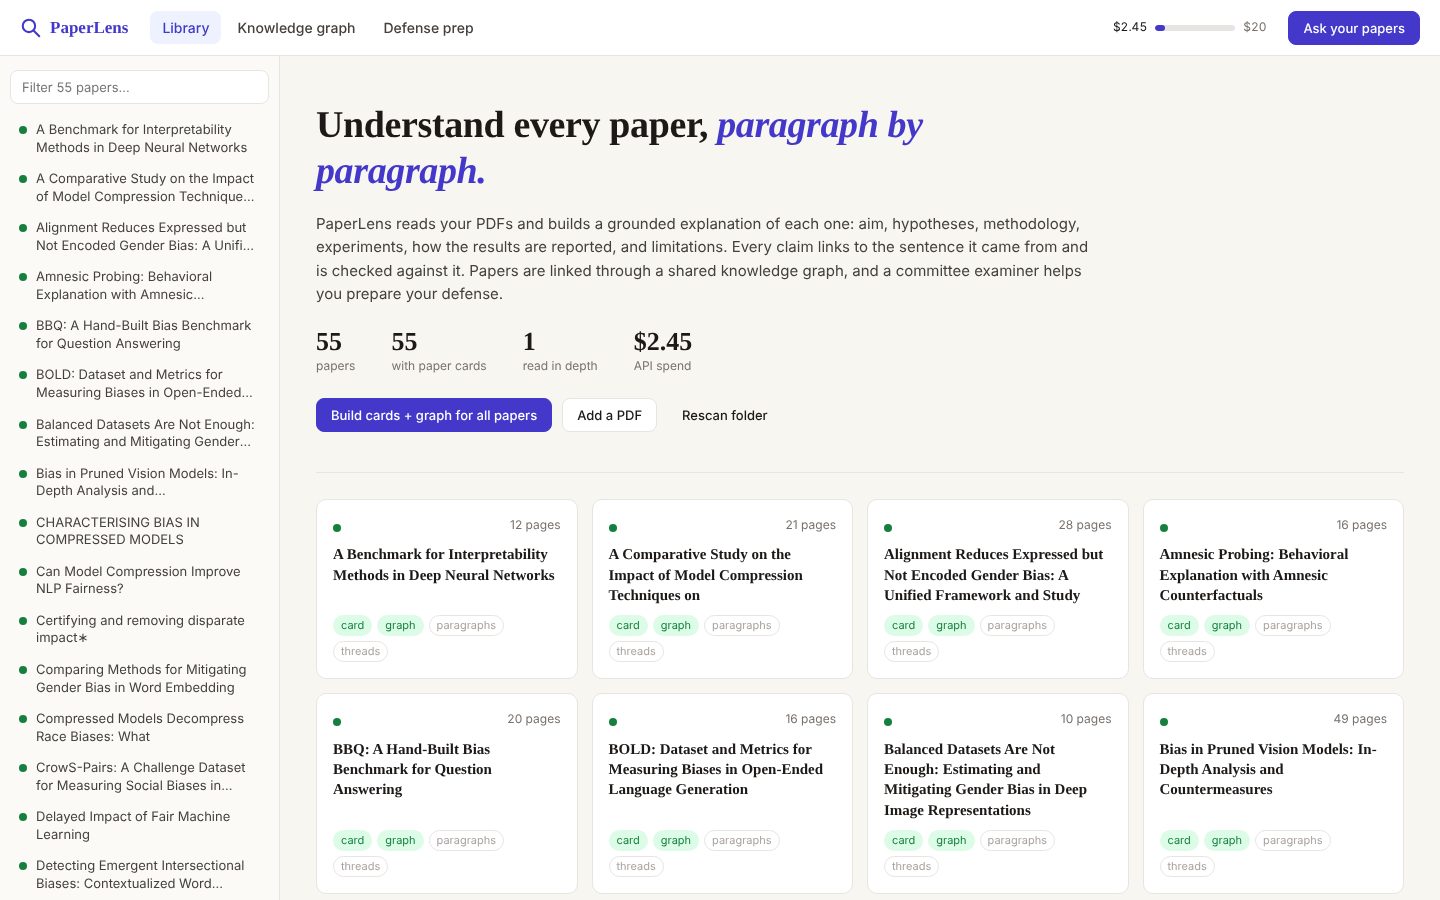 PaperLens
Library
Knowledge graph
Defense prep
$2.45
$20
Ask your papers
Filter 55 papers...
A Benchmark for Interpretability
Methods in Deep Neural Networks
A Comparative Study on the Impact
of Model Compression Technique...
Alignment Reduces Expressed but
Not Encoded Gender Bias: A Unifi...
Amnesic Probing: Behavioral
Explanation with Amnesic...
BBQ: A Hand-Built Bias Benchmark
for Question Answering
BOLD: Dataset and Metrics for
Measuring Biases in Open-Ended...
Balanced Datasets Are Not Enough:
Estimating and Mitigating Gender...
Bias in Pruned Vision Models: In-
Depth Analysis and...
CHARACTERISING BIAS IN
COMPRESSED MODELS
Can Model Compression Improve
NLP Fairness?
Certifying and removing disparate
impact∗
Comparing Methods for Mitigating
Gender Bias in Word Embedding
Compressed Models Decompress
Race Biases: What
CrowS-Pairs: A Challenge Dataset
for Measuring Social Biases in...
Delayed Impact of Fair Machine
Learning
Detecting Emergent Intersectional
Biases: Contextualized Word...
Understand every paper, paragraph by
paragraph.
PaperLens reads your PDFs and builds a grounded explanation of each one: aim, hypotheses, methodology,
experiments, how the results are reported, and limitations. Every claim links to the sentence it came from and
is checked against it. Papers are linked through a shared knowledge graph, and a committee examiner helps
you prepare your defense.
55
papers
55
with paper cards
1
read in depth
$2.45
API spend
Build cards + graph for all papers
Add a PDF
Rescan folder
12 pages
A Benchmark for Interpretability
Methods in Deep Neural Networks
card
graph
paragraphs
threads
21 pages
A Comparative Study on the
Impact of Model Compression
Techniques on
card
graph
paragraphs
threads
28 pages
Alignment Reduces Expressed but
Not Encoded Gender Bias: A
Unified Framework and Study
card
graph
paragraphs
threads
16 pages
Amnesic Probing: Behavioral
Explanation with Amnesic
Counterfactuals
card
graph
paragraphs
threads
20 pages
BBQ: A Hand-Built Bias
Benchmark for Question
Answering
card
graph
paragraphs
threads
16 pages
BOLD: Dataset and Metrics for
Measuring Biases in Open-Ended
Language Generation
card
graph
paragraphs
threads
10 pages
Balanced Datasets Are Not
Enough: Estimating and
Mitigating Gender Bias in Deep
Image Representations
card
graph
paragraphs
threads
49 pages
Bias in Pruned Vision Models: In-
Depth Analysis and
Countermeasures
card
graph
paragraphs
threads